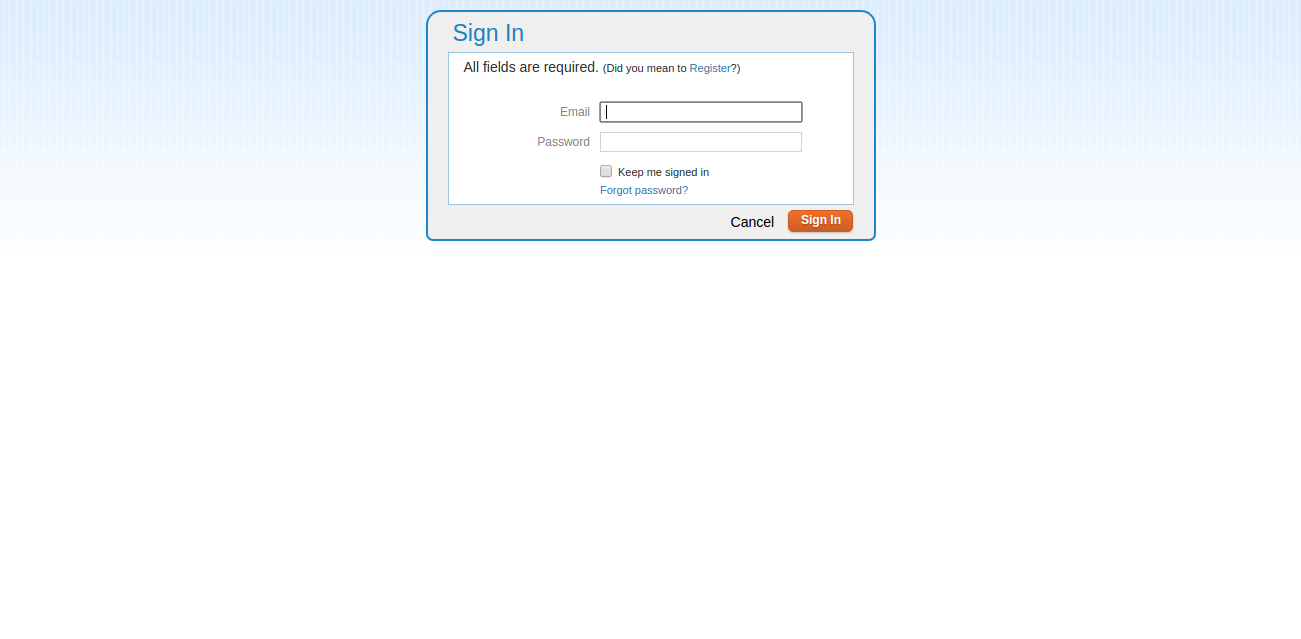 Sign In
All fields are required. (Did you mean to Register?)
Email
Password
Keep me signed in
Forgot password?
Cancel Sign In